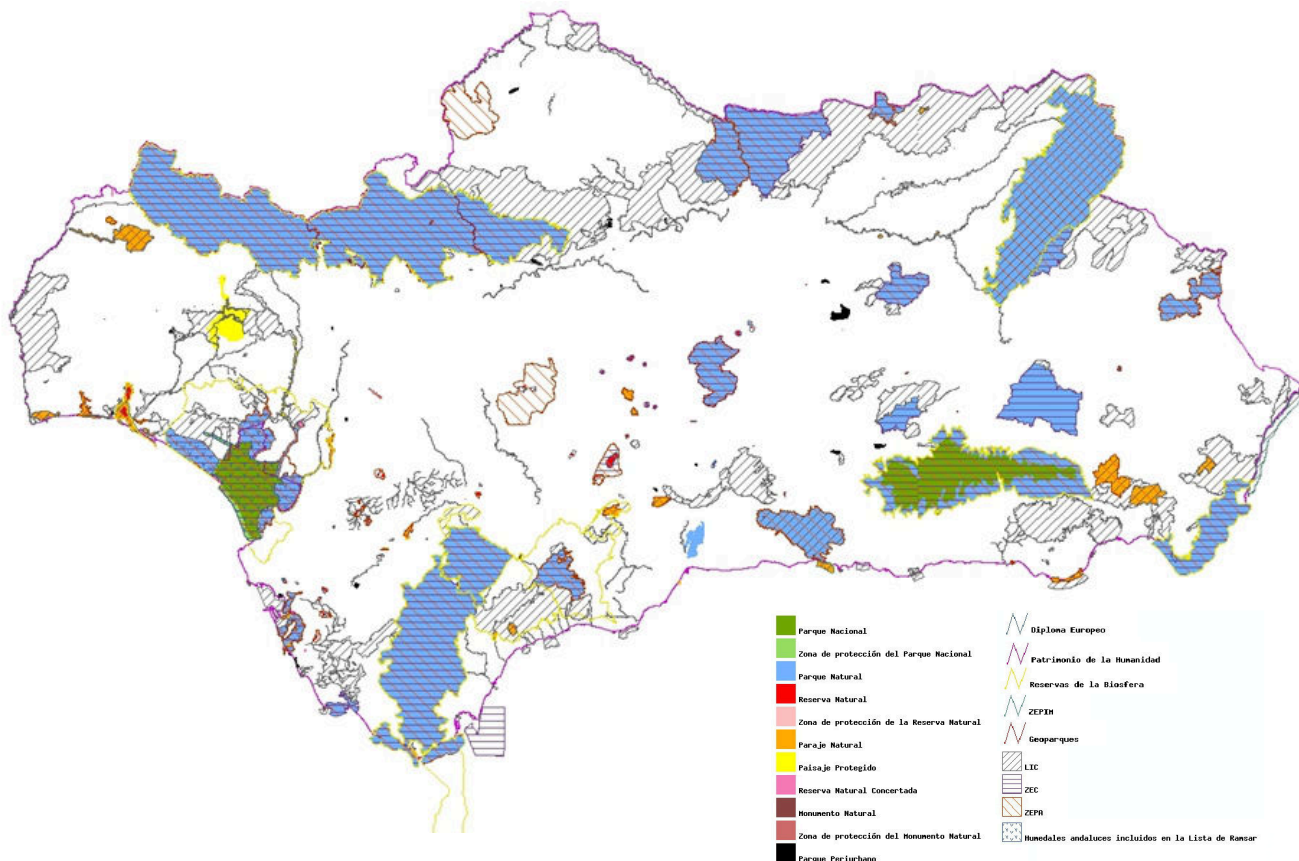 Parque Nacional
Zona de protección del Parque Nacional
Parque Natural
Reserva Natural
Zona de protección de la Reserva Natural
Paraje Natural
Paisaje Protegido
Reserva Natural Concertada
Monumento Natural
Zona de protección del Monumento Natural
Parque Periurbano
Diploma Europeo
Patrimonio de la Humanidad
Reservas de la Biosfera
ZEPIM
Geoparques
LIC
ZEC
ZEPA
Humedales andaluces incluidos en la Lista de Ramsar